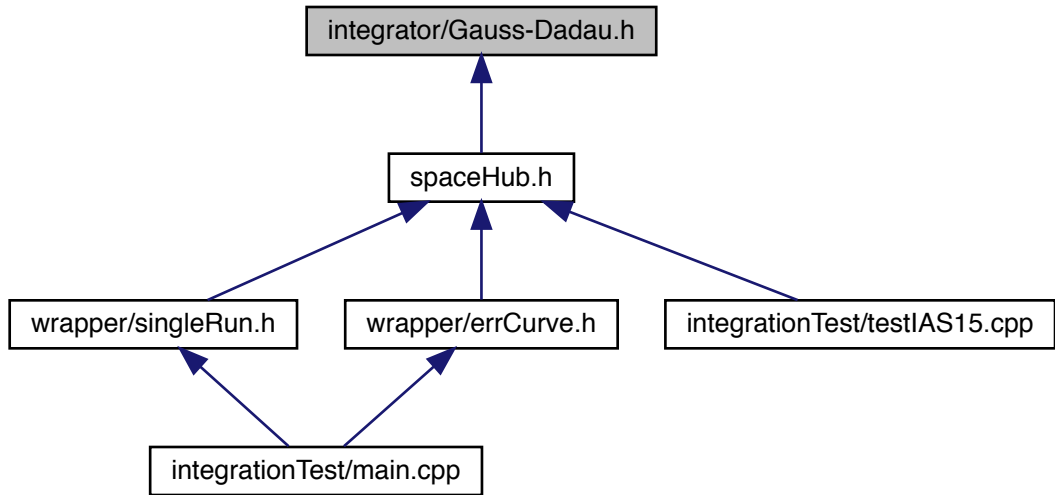 integrator/Gauss-Dadau.h
spaceHub.h
wrapper/singleRun.h
wrapper/errCurve.h
integrationTest/testIAS15.cpp
integrationTest/main.cpp